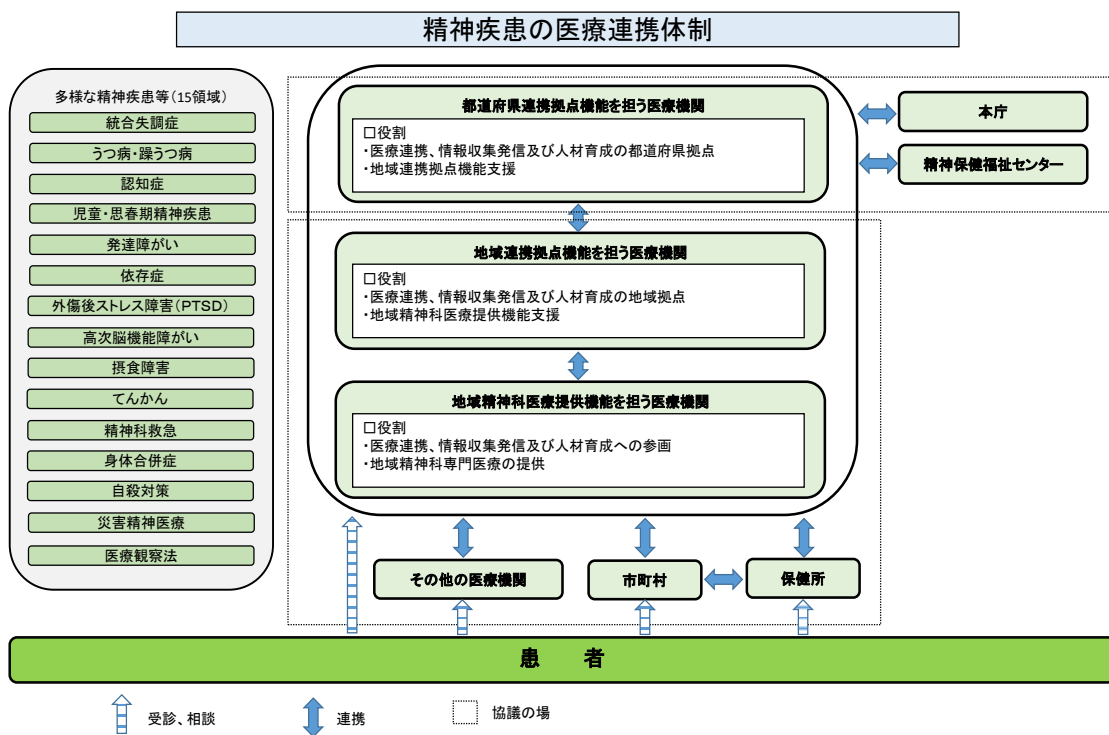 精神疾患の医療連携体制
多様な精神疾患等(15領域)
統合失調症
うつ病・躁うつ病
認知症
児童・思春期精神疾患
発達障がい
依存症
外傷後ストレス障害(PTSD)
高次脳機能障がい
摂食障害
てんかん
精神科救急
身体合併症
自殺対策
災害精神医療
医療観察法
都道府県連携拠点機能を担う医療機関
□役割
・医療連携、情報収集発信及び人材育成の都道府県拠点
・地域連携拠点機能支援
本庁
精神保健福祉センター
地域連携拠点機能を担う医療機関
□役割
・医療連携、情報収集発信及び人材育成の地域拠点
・地域精神科医療提供機能支援
地域精神科医療提供機能を担う医療機関
□役割
・医療連携、情報収集発信及び人材育成への参画
・地域精神科専門医療の提供
その他の医療機関
市町村
保健所
患 者
受診、相談
連携
協議の場